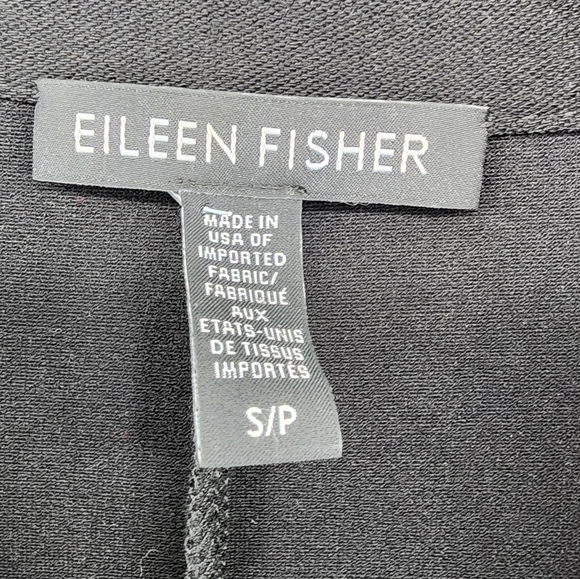 EILEEN FISHER
MADE IN
USA OF
IMPORTED
FABRIC/
FABRIQUÉ
AUX
ETATS-UNIS
DE TISSUS
IMPORTÉS
S/P